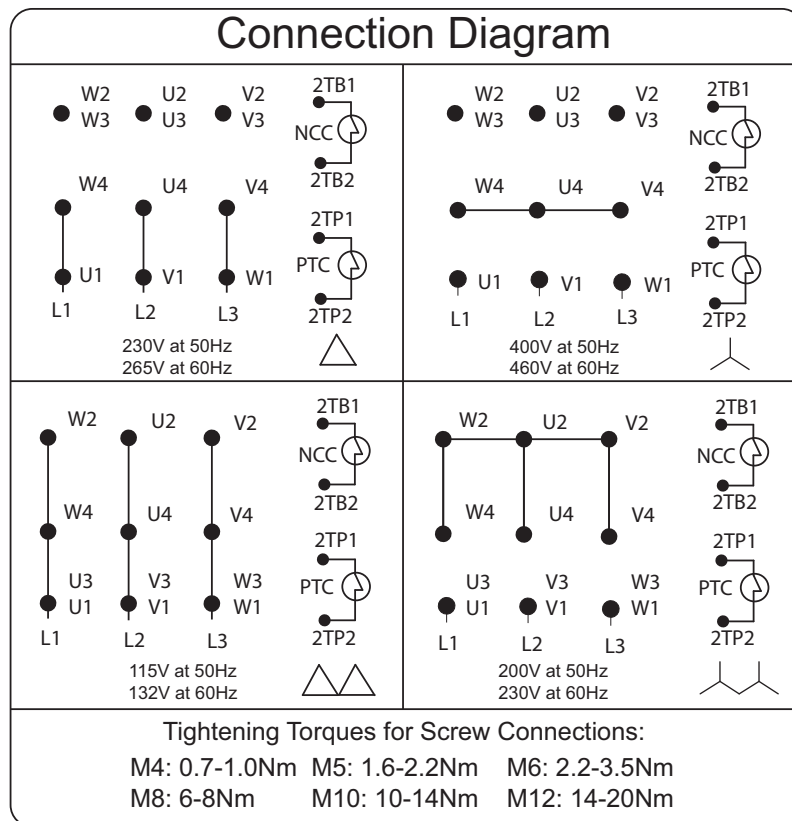 Connection Diagram
W2 U2 V2 2TB1
W3 U3 V3 NCC
2TB2
W4 U4 V4
2TP1
U1 V1 W1 PTC
L1 L2 L3 2TP2
230V at 50Hz
265V at 60Hz
W2 U2 V2 2TB1
W3 U3 V3 NCC
2TB2
W4 U4 V4
2TP1
U1 V1 W1 PTC
L1 L2 L3 2TP2
400V at 50Hz
460V at 60Hz
W2 U2 V2 2TB1
NCC
2TB2
W4 U4 V4
2TP1
U3 V3 W3 PTC
U1 V1 W1
L1 L2 L3 2TP2
115V at 50Hz
132V at 60Hz
W2 U2 V2 2TB1
NCC
2TB2
W4 U4 V4
2TP1
U3 V3 W3 PTC
U1 V1 W1
L1 L2 L3 2TP2
200V at 50Hz
230V at 60Hz
Tightening Torques for Screw Connections:
M4: 0.7-1.0Nm M5: 1.6-2.2Nm M6: 2.2-3.5Nm
M8: 6-8Nm M10: 10-14Nm M12: 14-20Nm